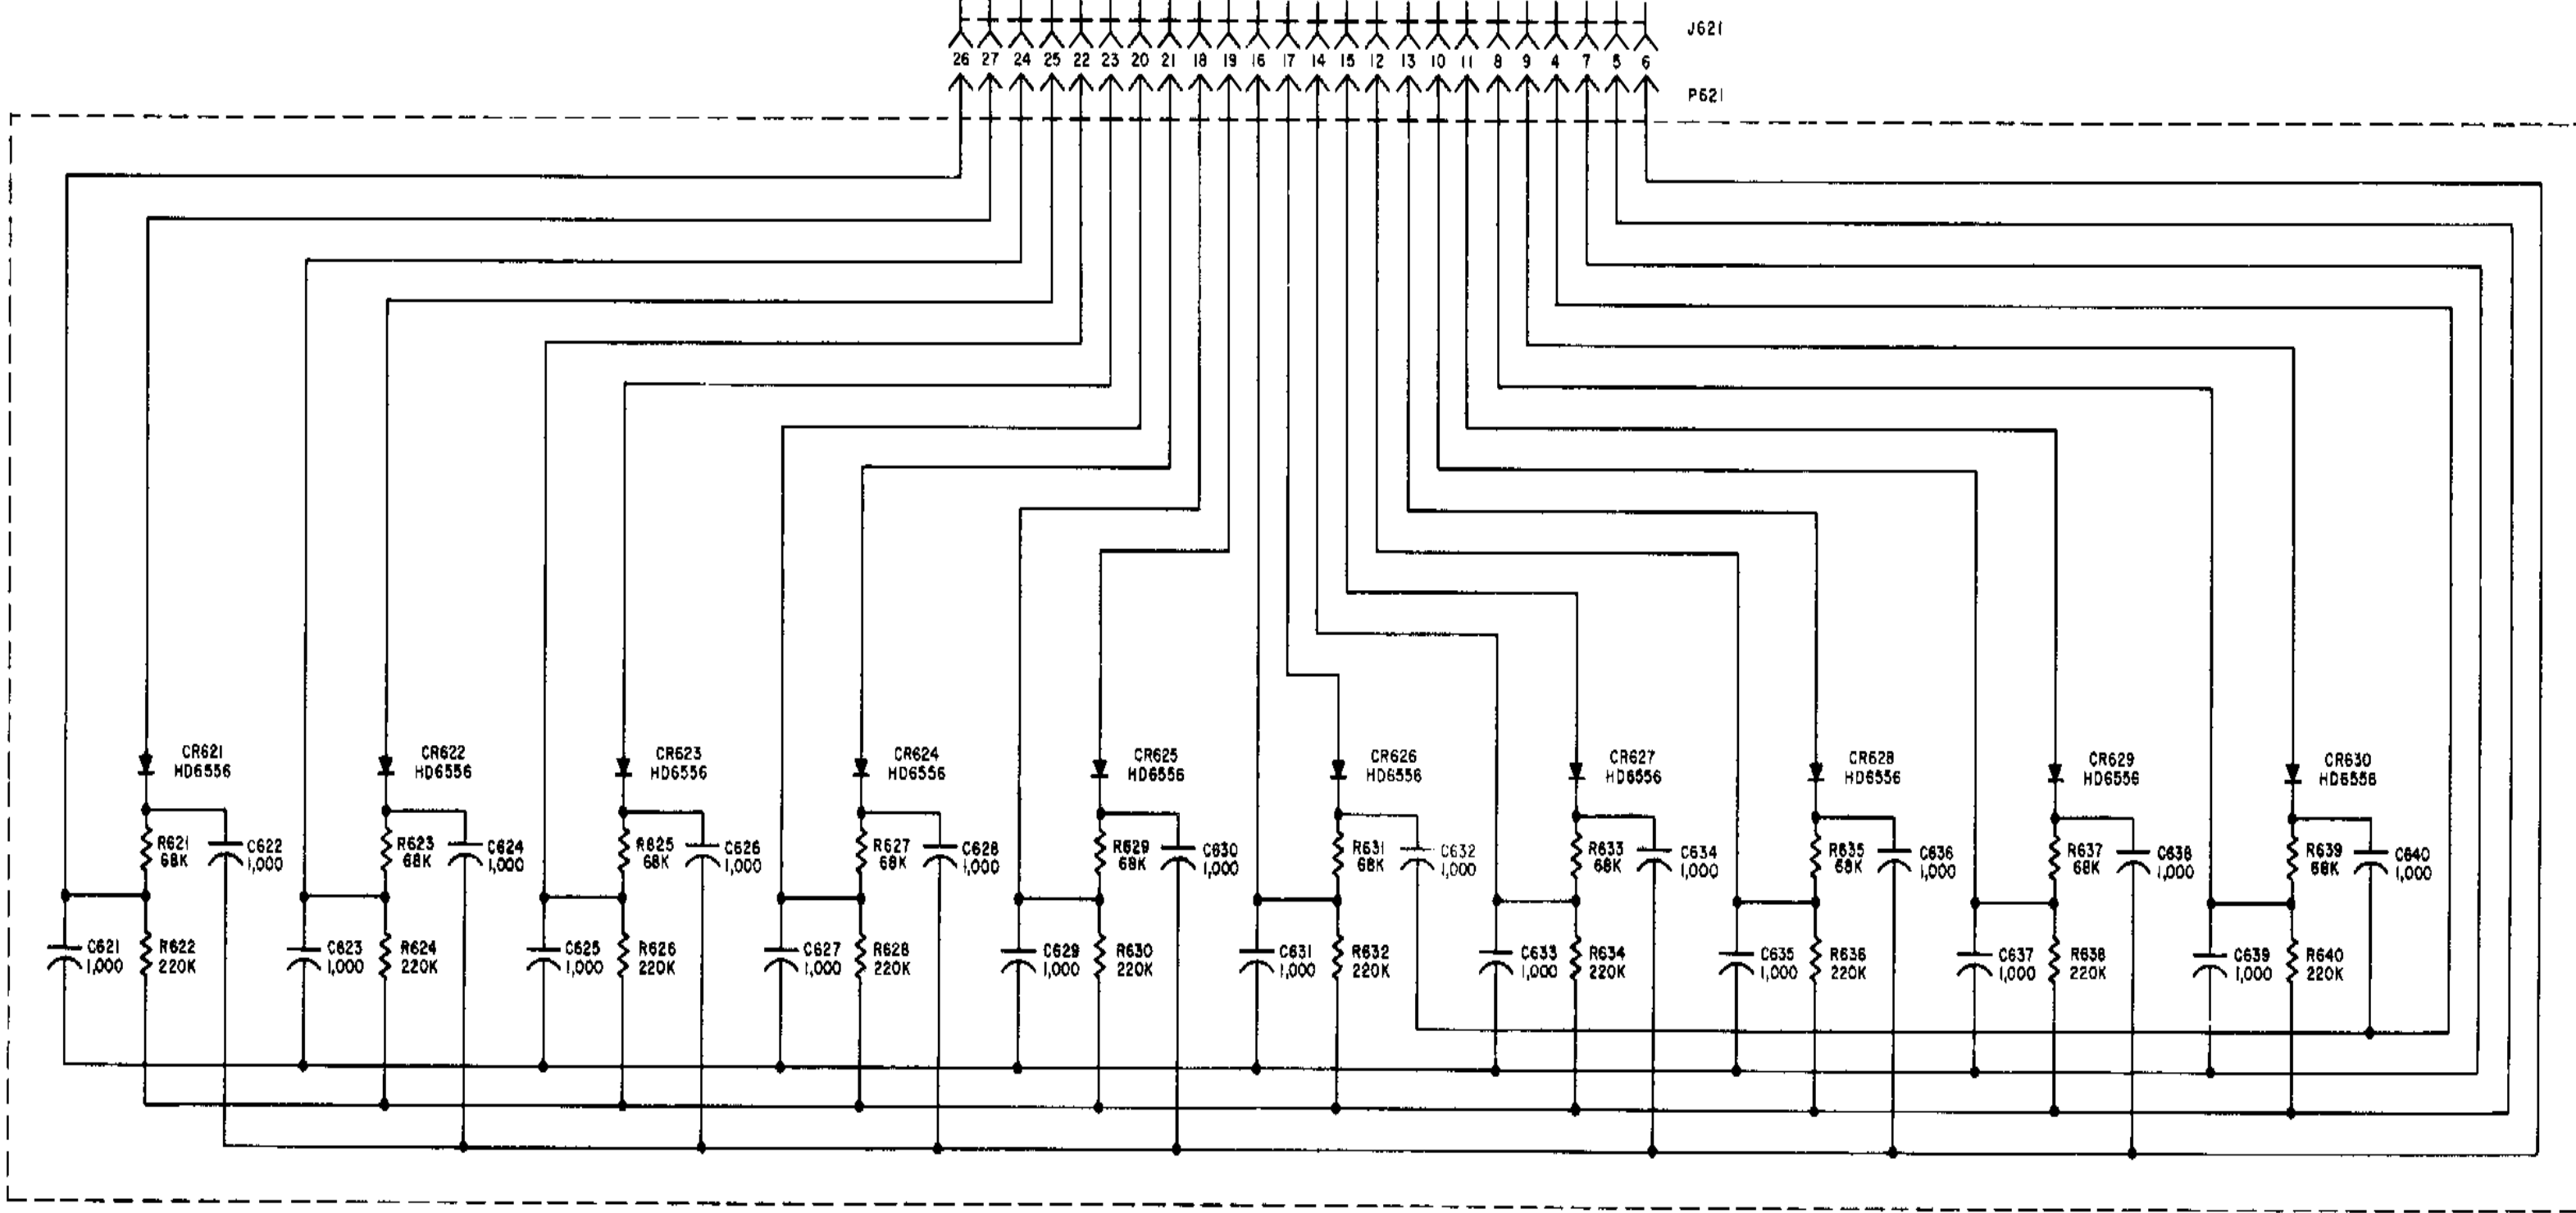 J621
26 27 24 25 22 23 20 21 18 19 16 17 14 15 12 13 10 11 8 9 4 7 5 6
P621
CR621
HD6556
CR622
HD6556
CR623
HD6556
CR624
HD6556
CR625
HD6556
CR626
HD6556
CR627
HD6556
CR628
HD6556
CR629
HD6556
CR630
HD6556
R621
68K
C622
1,000
R623
68K
C624
1,000
R625
68K
C626
1,000
R627
68K
C628
1,000
R629
68K
C630
1,000
R631
68K
C632
1,000
R633
68K
C634
1,000
R635
68K
C636
1,000
R637
68K
C638
1,000
R639
68K
C640
1,000
C621
1,000
R622
220K
C623
1,000
R624
220K
C625
1,000
R626
220K
C627
1,000
R628
220K
C629
1,000
R630
220K
C631
1,000
R632
220K
C633
1,000
R634
220K
C635
1,000
R636
220K
C637
1,000
R638
220K
C639
1,000
R640
220K